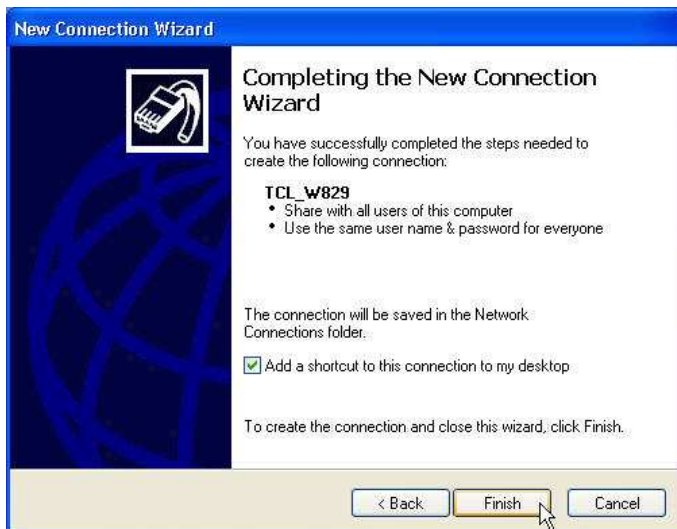 New Connection Wizard
Completing the New Connection
Wizard
You have successfully completed the steps needed to
create the following connection:
TCL_W829
• Share with all users of this computer
• Use the same user name & password for everyone
The connection will be saved in the Network
Connections folder.
Add a shortcut to this connection to my desktop
To create the connection and close this wizard, click Finish.
< Back Finish Cancel